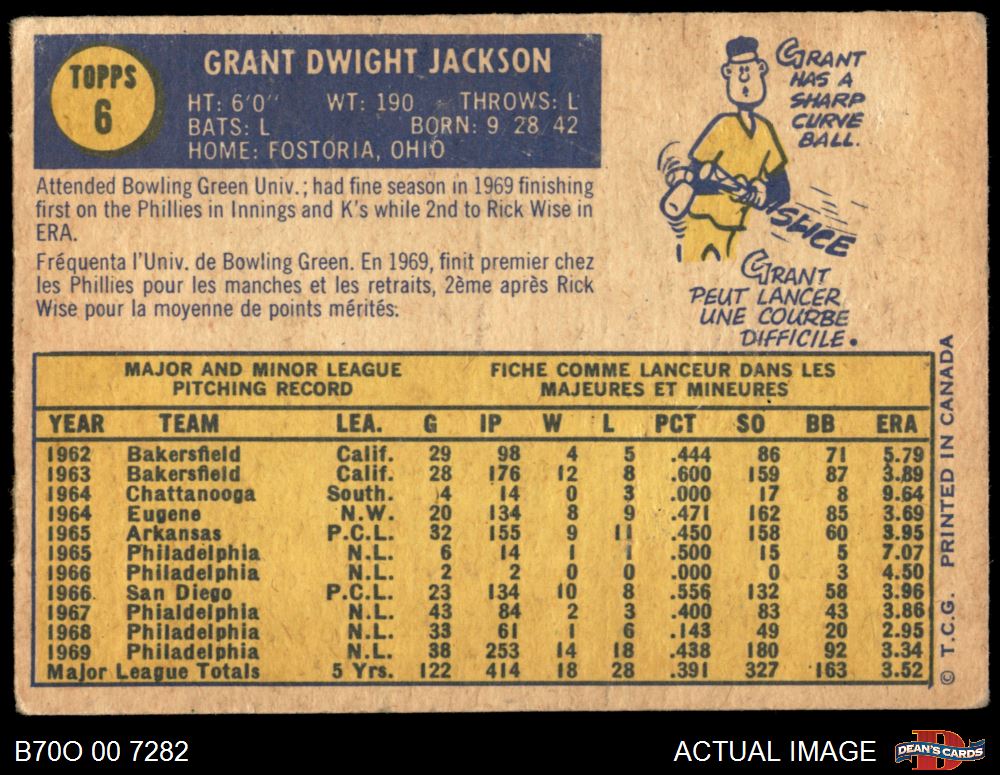 TOPPS
6
GRANT DWIGHT JACKSON
HT: 6'0" WT: 190 THROWS: L
BATS: L BORN: 9 28 42
HOME: FOSTORIA, OHIO
GRANT
HAS A
SHARP
CURVE
BALL.
SLICE
GRANT
PEUT LANCER
UNE COURBE
DIFFICILE.
Attended Bowling Green Univ.; had fine season in 1969 finishing
first on the Phillies in Innings and K's while 2nd to Rick Wise in
ERA.
Fréquenta l'Univ. de Bowling Green. En 1969, finit premier chez
les Phillies pour les manches et les retraits, 2ème après Rick
Wise pour la moyenne de points mérités.
MAJOR AND MINOR LEAGUE FICHE COMME LANCEUR DANS LES
PITCHING RECORD MAJEURES ET MINEURES
YEAR TEAM LEA. G IP W L PCT SO BB ERA
1962 Bakersfield Calif. 29 98 4 5 .444 86 71 5.79
1963 Bakersfield Calif. 28 176 12 8 .600 159 87 3.89
1964 Chattanooga South. 4 14 0 3 .000 17 8 9.64
1964 Eugene N.W. 20 134 8 9 .471 162 85 3.69
1965 Arkansas P.C.L. 32 155 9 11 .450 158 60 3.95
1965 Philadelphia N.L. 6 14 1 1 .500 15 5 7.07
1966 Philadelphia N.L. 2 2 0 0 .000 0 3 4.50
1966 San Diego P.C.L. 23 134 10 8 .556 132 58 3.96
1967 Phialdelphia N.L. 43 84 2 3 .400 83 43 3.86
1968 Philadelphia N.L. 33 61 1 6 .143 49 20 2.95
1969 Philadelphia N.L. 38 253 14 18 .438 180 92 3.34
Major League Totals 5 Yrs. 122 414 18 28 .391 327 163 3.52
© T.C.G. PRINTED IN CANADA
B70O 00 7282
ACTUAL IMAGE
DEAN'S CARDS